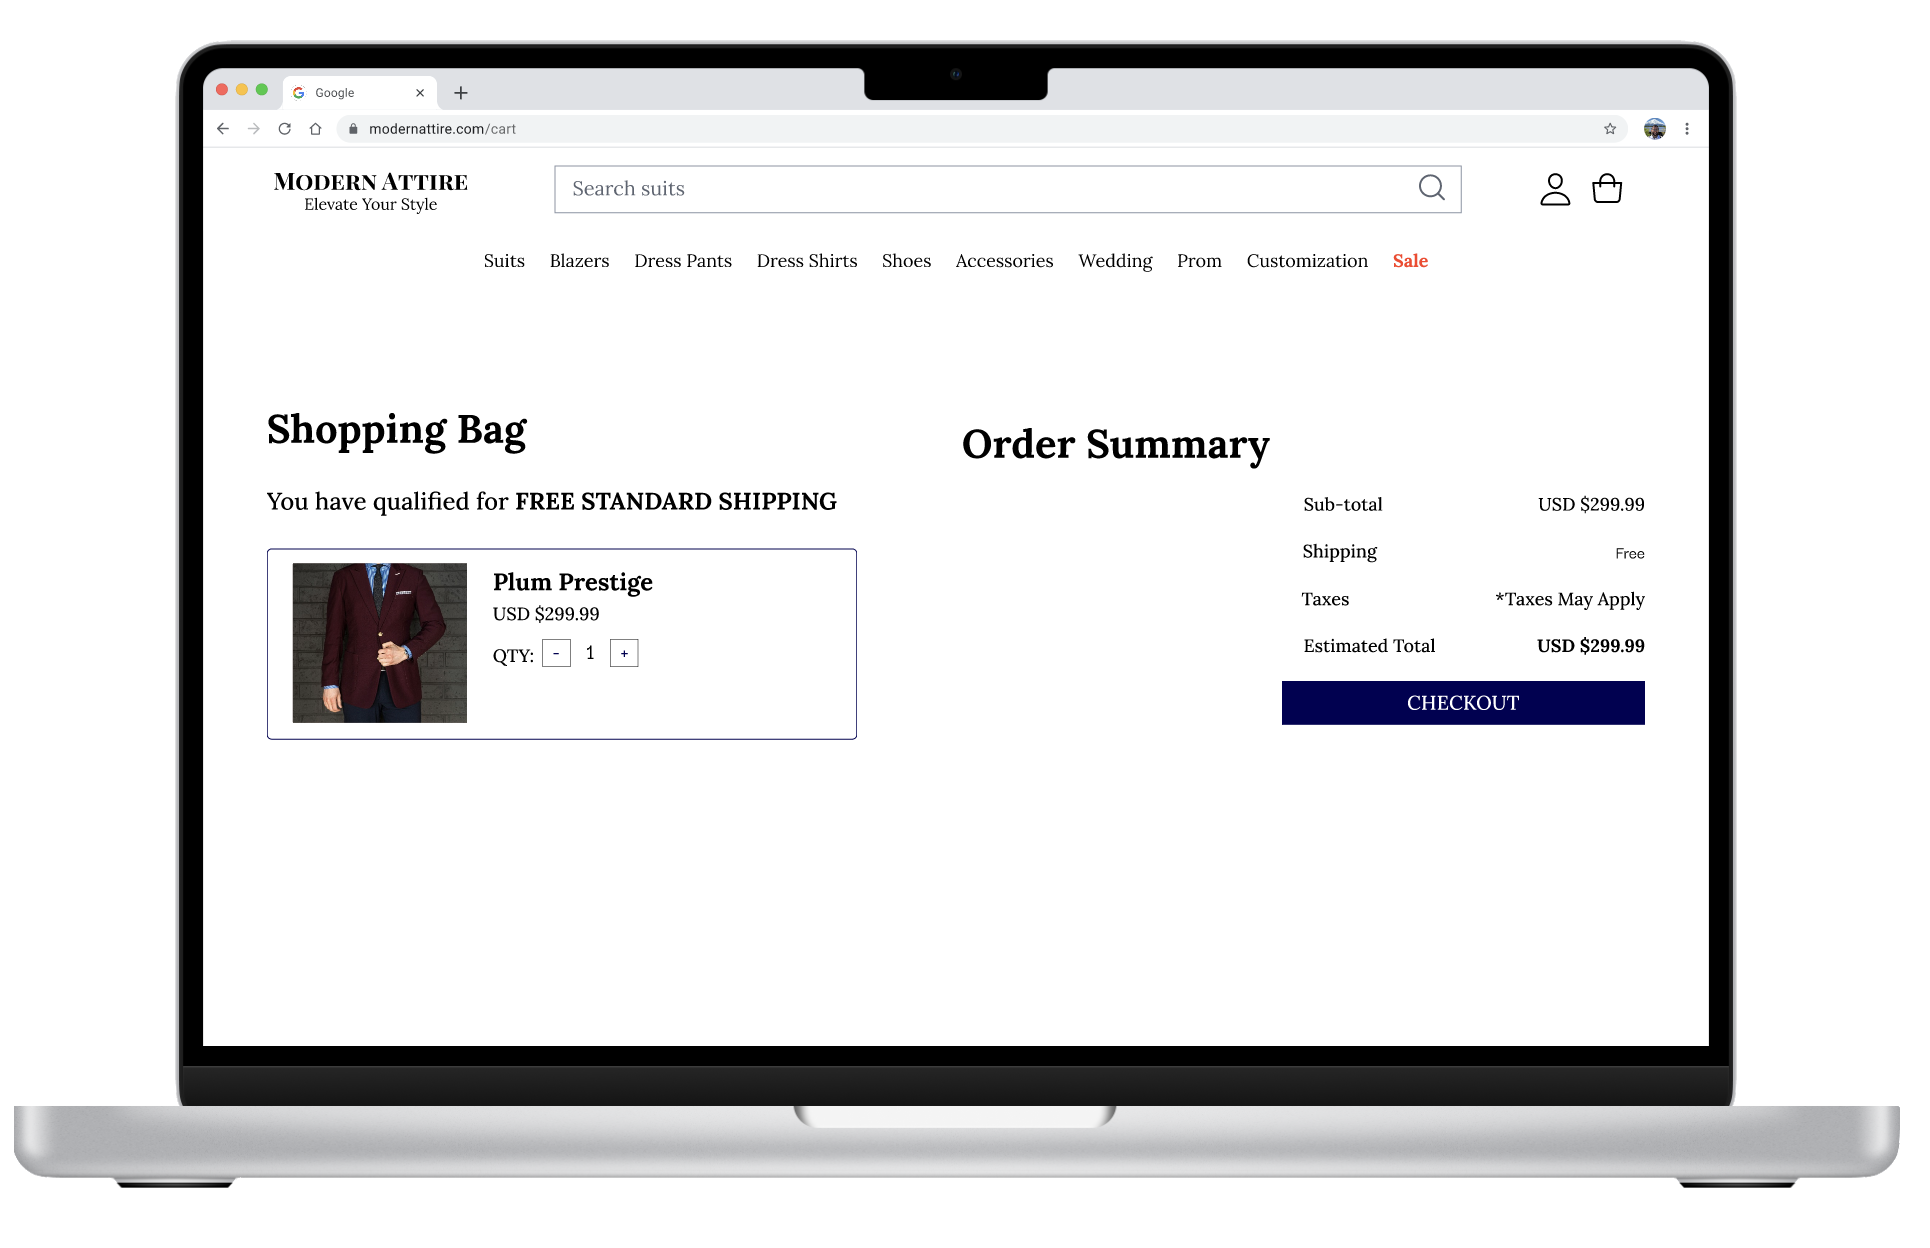 Google
modernattire.com/cart
MODERN ATTIRE
Elevate Your Style
Search suits
Suits Blazers Dress Pants Dress Shirts Shoes Accessories Wedding Prom Customization Sale
Shopping Bag
You have qualified for FREE STANDARD SHIPPING
Plum Prestige
USD $299.99
QTY: - 1 +
Order Summary
Sub-total USD $299.99
Shipping Free
Taxes *Taxes May Apply
Estimated Total USD $299.99
CHECKOUT